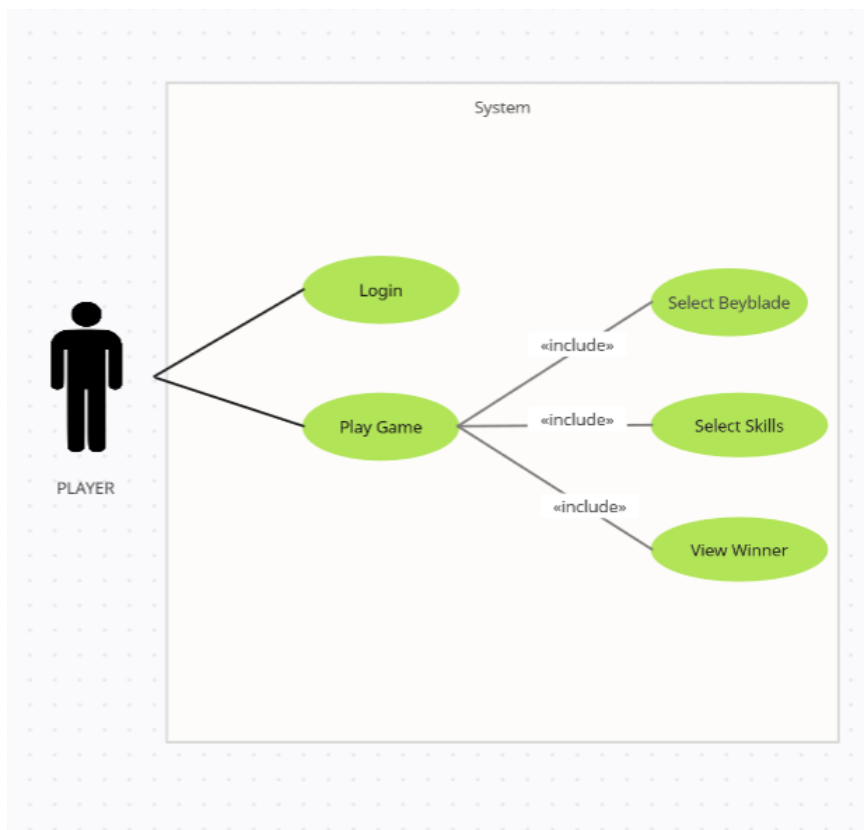 System
Login
Select Beyblade
«include»
Play Game
«include»
Select Skills
PLAYER
«include»
View Winner